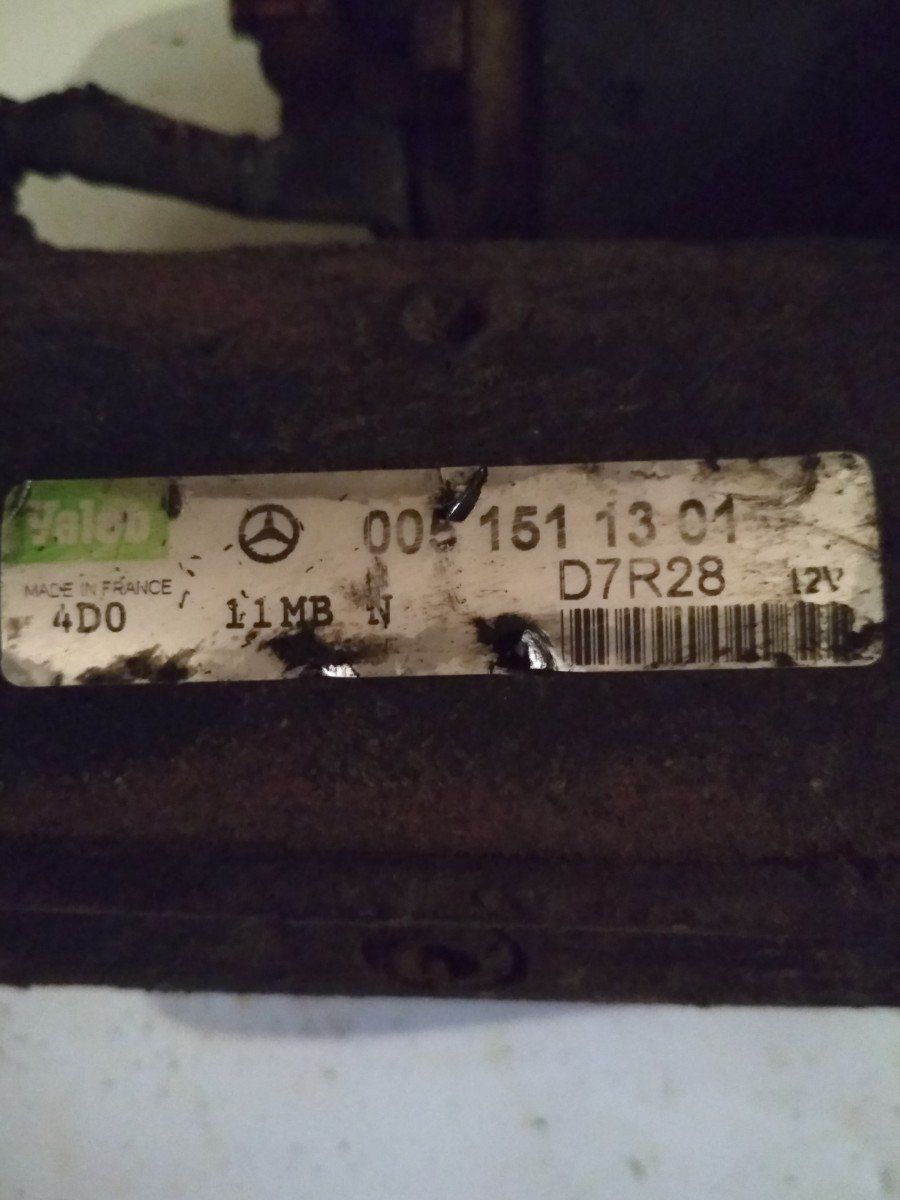 Valeo
005 151 13 01
MADE IN FRANCE
D7R28 12V
4D0 11MB N